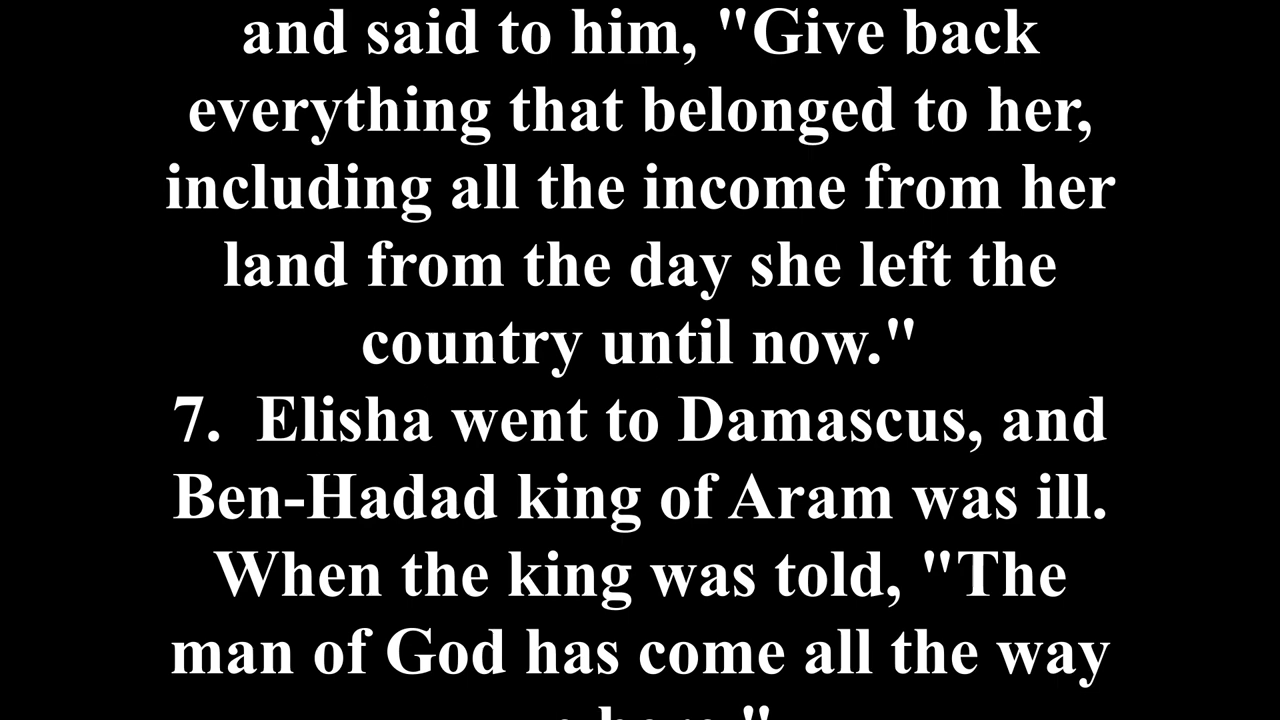 and said to him, "Give back
everything that belonged to her,
including all the income from her
land from the day she left the
country until now."
7.  Elisha went to Damascus, and
Ben-Hadad king of Aram was ill.
When the king was told, "The
man of God has come all the way